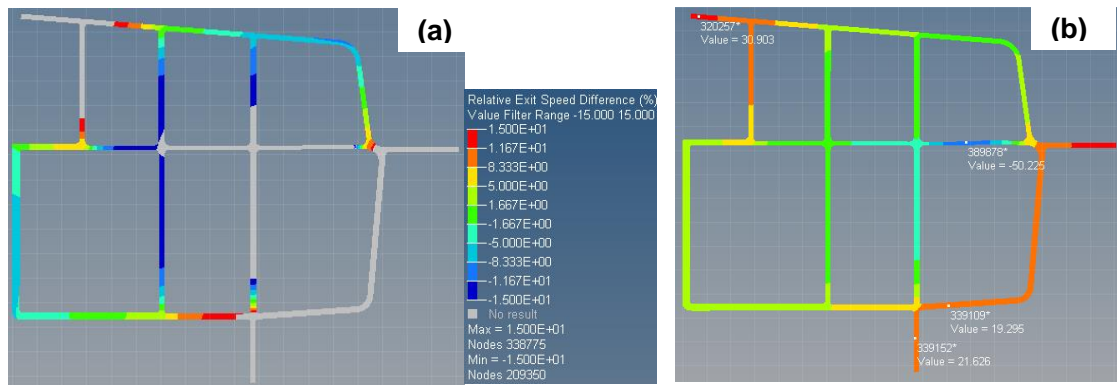 (a)
Relative Exit Speed Difference (%)
Value Filter Range -15.000 15.000
1.500E+01
1.167E+01
8.333E+00
5.000E+00
1.667E+00
-1.667E+00
-5.000E+00
-8.333E+00
-1.167E+01
-1.500E+01
No result
Max = 1.500E+01
Nodes 338775
Min = -1.500E+01
Nodes 209350
(b)
320257*
Value = 30.903
389878*
Value = -50.225
339109*
Value = 19.295
339152*
Value = 21.626